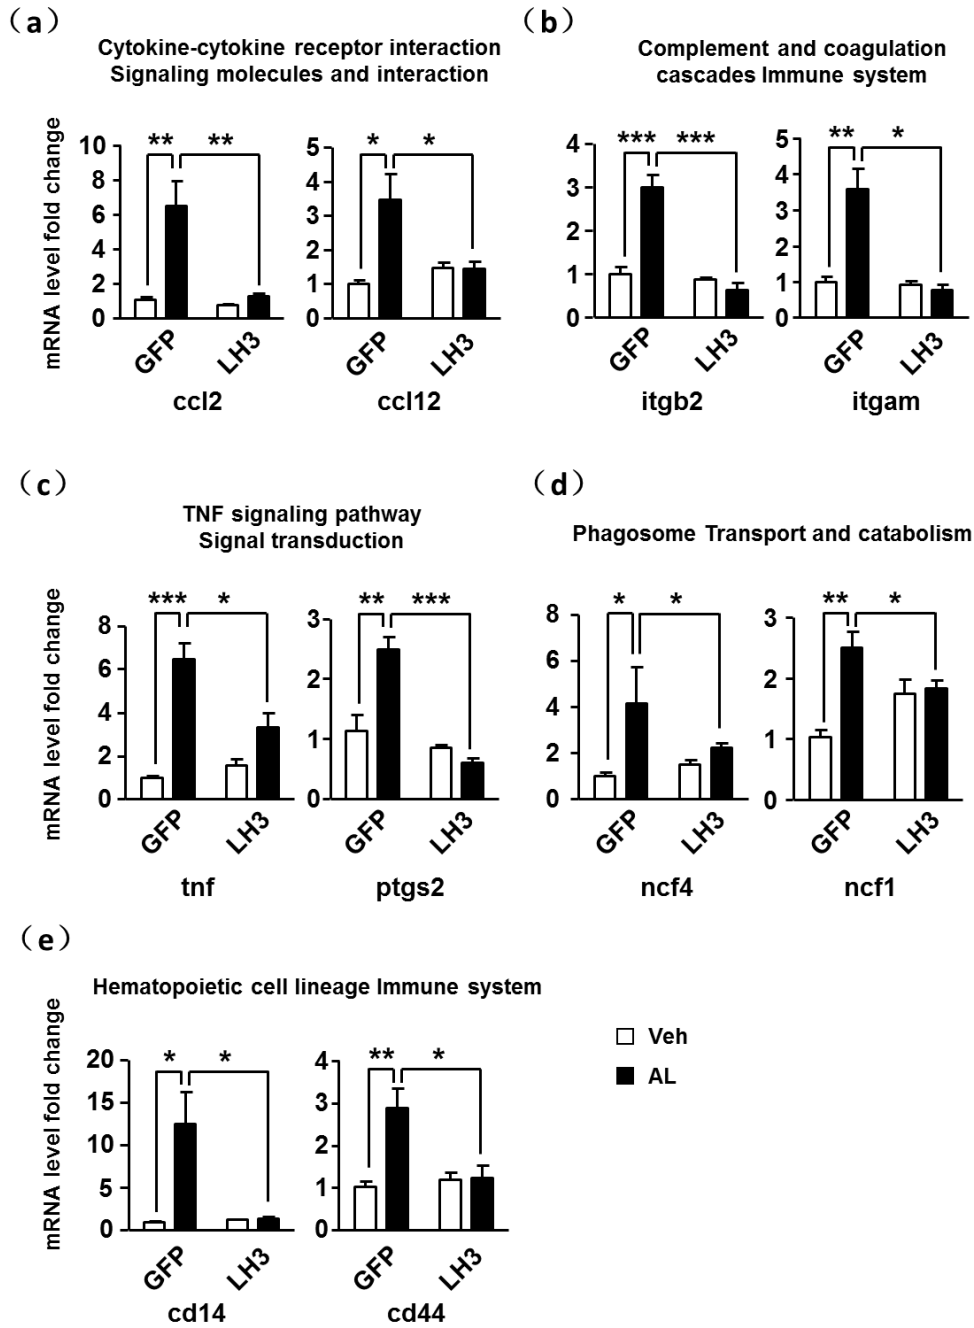 （a）
Cytokine-cytokine receptor interaction
Signaling molecules and interaction
mRNA level fold change
10
8
6
4
2
0
** **
GFP LH3
ccl2
5
4
3
2
1
0
* *
GFP LH3
ccl12
（b）
Complement and coagulation
cascades Immune system
4
3
2
1
0
*** ***
GFP LH3
itgb2
5
4
3
2
1
0
** *
GFP LH3
itgam
（c）
TNF signaling pathway
Signal transduction
mRNA level fold change
8
6
4
2
0
*** *
GFP LH3
tnf
3
2
1
0
** ***
GFP LH3
ptgs2
（d）
Phagosome Transport and catabolism
8
6
4
2
0
* *
GFP LH3
ncf4
3
2
1
0
** *
GFP LH3
ncf1
（e）
Hematopoietic cell lineage Immune system
mRNA level fold change
20
15
10
5
0
* *
GFP LH3
cd14
4
3
2
1
0
** *
GFP LH3
cd44
Veh
AL